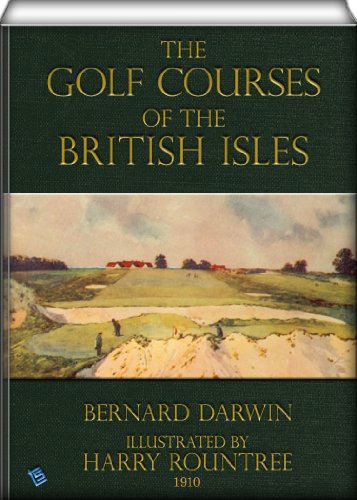 THE
GOLF COURSES
OF THE
BRITISH ISLES
BERNARD DARWIN
ILLUSTRATED BY
HARRY ROUNTREE
1910